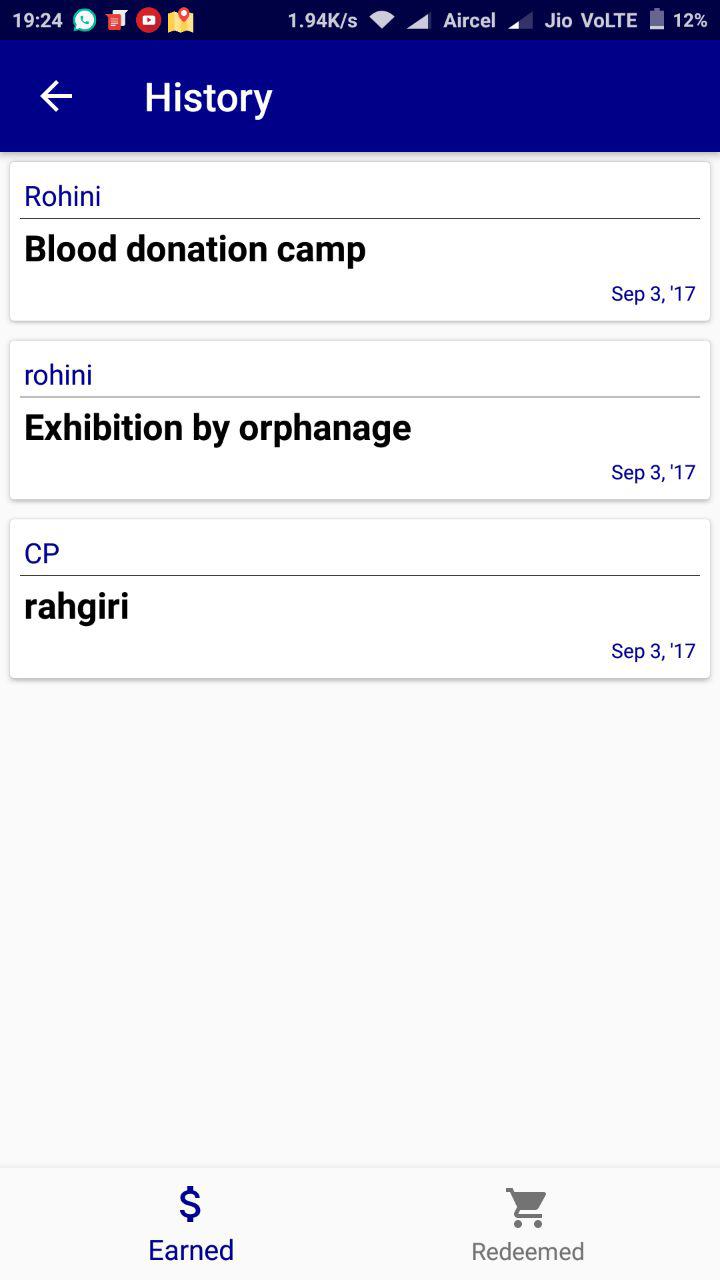 19:24 1.94K/s Aircel Jio VoLTE 12%
History
Rohini
Blood donation camp
Sep 3, '17
rohini
Exhibition by orphanage
Sep 3, '17
CP
rahgiri
Sep 3, '17
$
Earned Redeemed